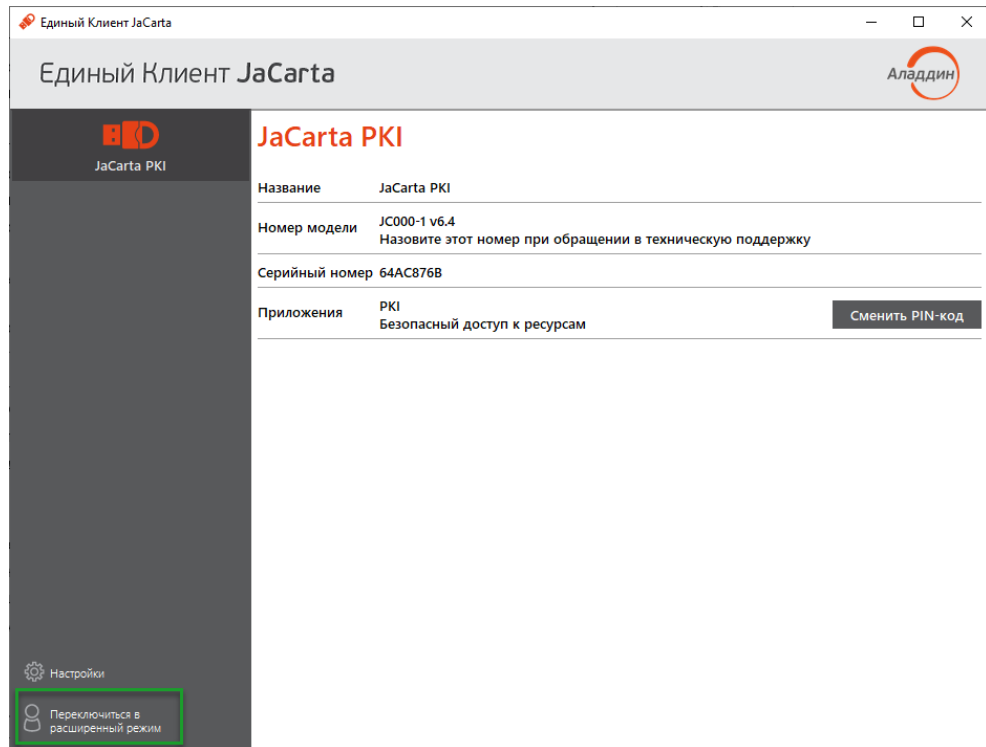 Единый Клиент JaCarta
Единый Клиент JaCarta
Аладдин
JaCarta PKI
JaCarta PKI
Название JaCarta PKI
Номер модели JC000-1 v6.4
Назовите этот номер при обращении в техническую поддержку
Серийный номер 64AC876B
Приложения PKI
Безопасный доступ к ресурсам
Сменить PIN-код
Настройки
Переключиться в
расширенный режим